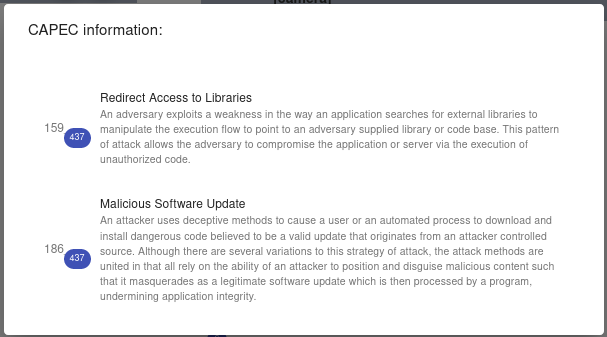 CAPEC information:
Redirect Access to Libraries
An adversary exploits a weakness in the way an application searches for external libraries to
159
manipulate the execution flow to point to an adversary supplied library or code base. This pattern
437
of attack allows the adversary to compromise the application or server via the execution of
unauthorized code.
Malicious Software Update
An attacker uses deceptive methods to cause a user or an automated process to download and
install dangerous code believed to be a valid update that originates from an attacker controlled
186
source. Although there are several variations to this strategy of attack, the attack methods are
437
united in that all rely on the ability of an attacker to position and disguise malicious content such
that it masquerades as a legitimate software update which is then processed by a program,
undermining application integrity.